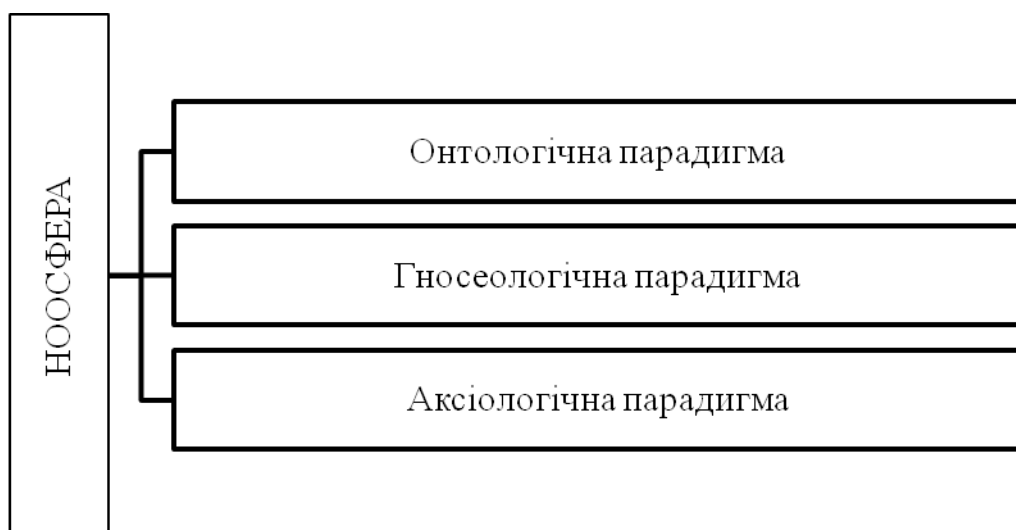 НООСФЕРА
Онтологічна парадигма
Гносеологічна парадигма
Аксіологічна парадигма